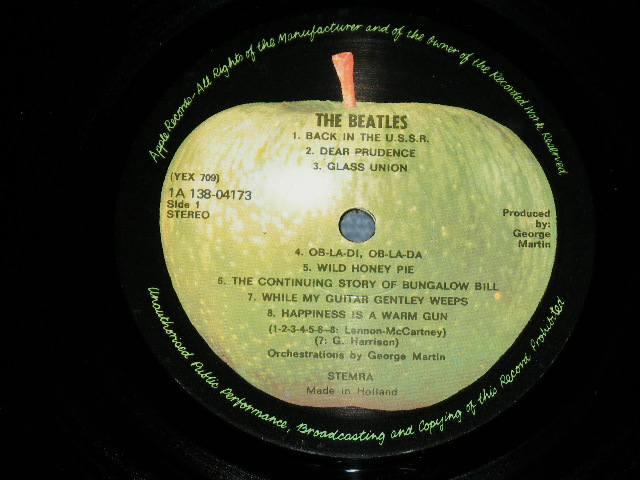 Apple Records-All Rights of the Manufacturer and of the Owner of the Recorded Work Reserved
THE BEATLES
1. BACK IN THE U.S.S.R.
2. DEAR PRUDENCE
3. GLASS UNION
(YEX 709)
1A 138-04173
Side 1
STEREO
Produced
by:
George
Martin
4. OB-LA-DI, OB-LA-DA
5. WILD HONEY PIE
6. THE CONTINUING STORY OF BUNGALOW BILL
7. WHILE MY GUITAR GENTLEY WEEPS
8. HAPPINESS IS A WARM GUN
(1-2-3-4-5-6-8: Lennon-McCartney)
(7: G. Harrison)
Orchestrations by George Martin
STEMRA
Made in Holland
Unauthorised Public Performance, Broadcasting and Copying of this Record Prohibited